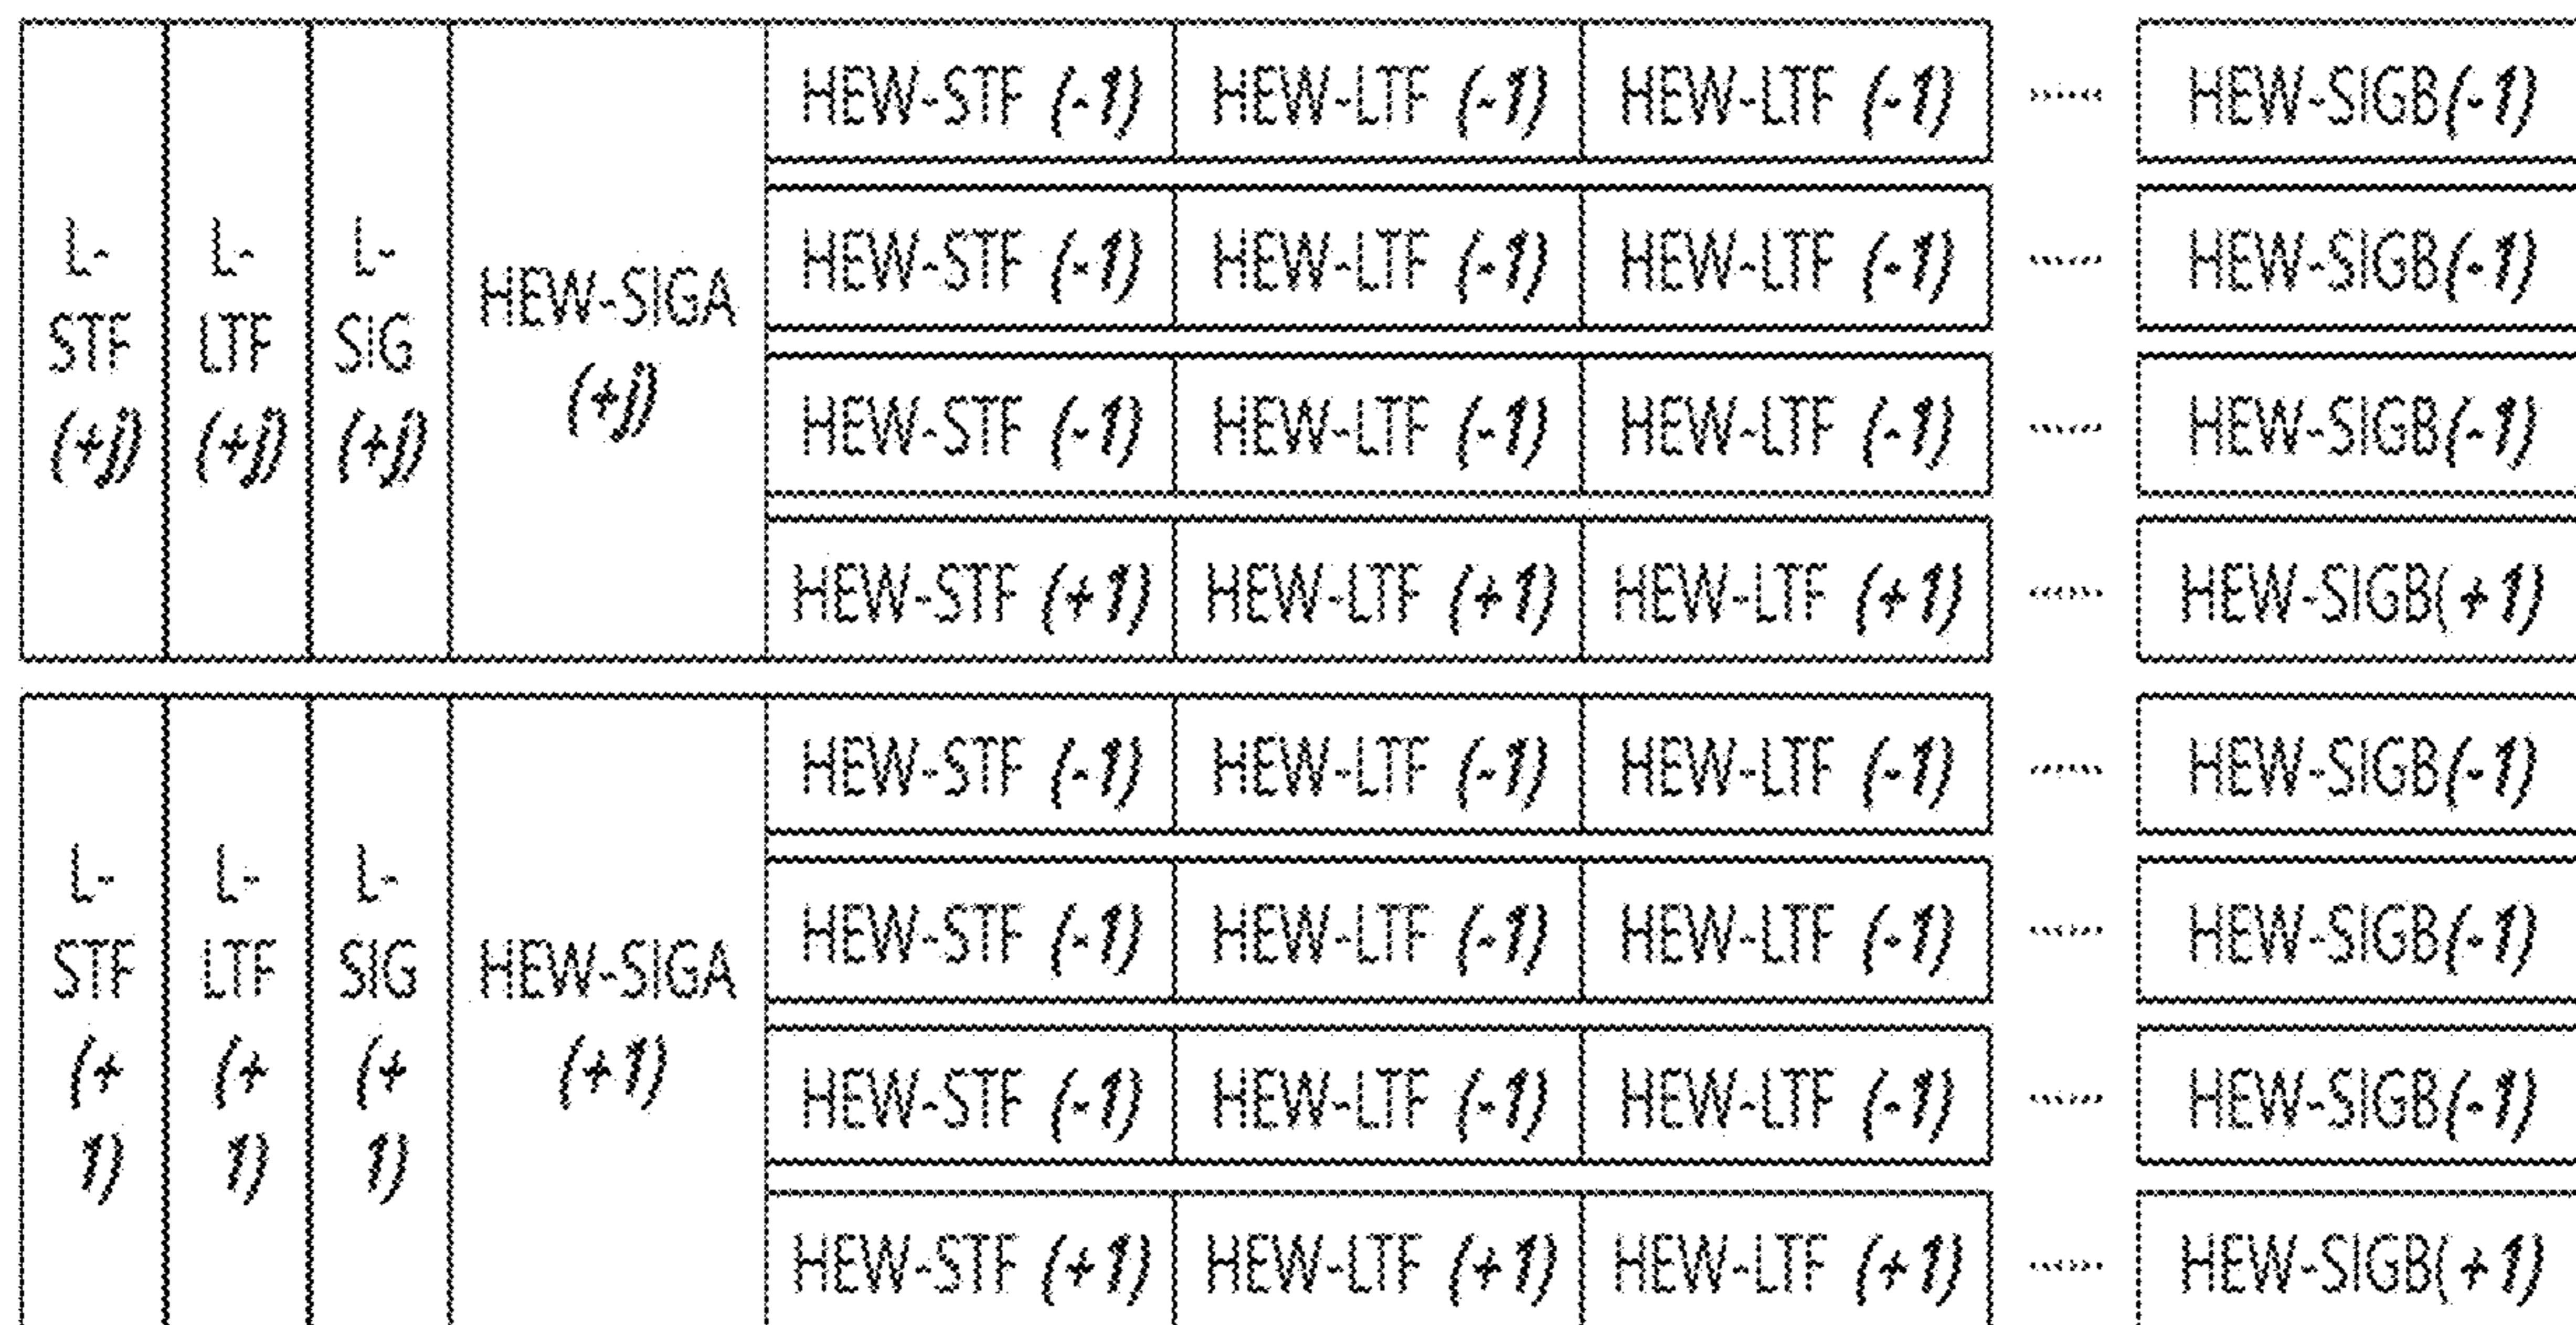 HEW-STF (-1) HEW-LTF (-1) HEW-LTF (-1) ...... HEW-SIGB(-1)
HEW-STF (-1) HEW-LTF (-1) HEW-LTF (-1) ...... HEW-SIGB(-1)
L-
STF
(+j)
L-
LTF
(+j)
L-
SIG
(+j)
HEW-SIGA
(+j)
HEW-STF (-1) HEW-LTF (-1) HEW-LTF (-1) ...... HEW-SIGB(-1)
HEW-STF (+1) HEW-LTF (+1) HEW-LTF (+1) ...... HEW-SIGB(+1)
HEW-STF (-1) HEW-LTF (-1) HEW-LTF (-1) ...... HEW-SIGB(-1)
HEW-STF (-1) HEW-LTF (-1) HEW-LTF (-1) ...... HEW-SIGB(-1)
L-
STF
(+
1)
L-
LTF
(+
1)
L-
SIG
(+
1)
HEW-SIGA
(+1)
HEW-STF (-1) HEW-LTF (-1) HEW-LTF (-1) ...... HEW-SIGB(-1)
HEW-STF (+1) HEW-LTF (+1) HEW-LTF (+1) ...... HEW-SIGB(+1)